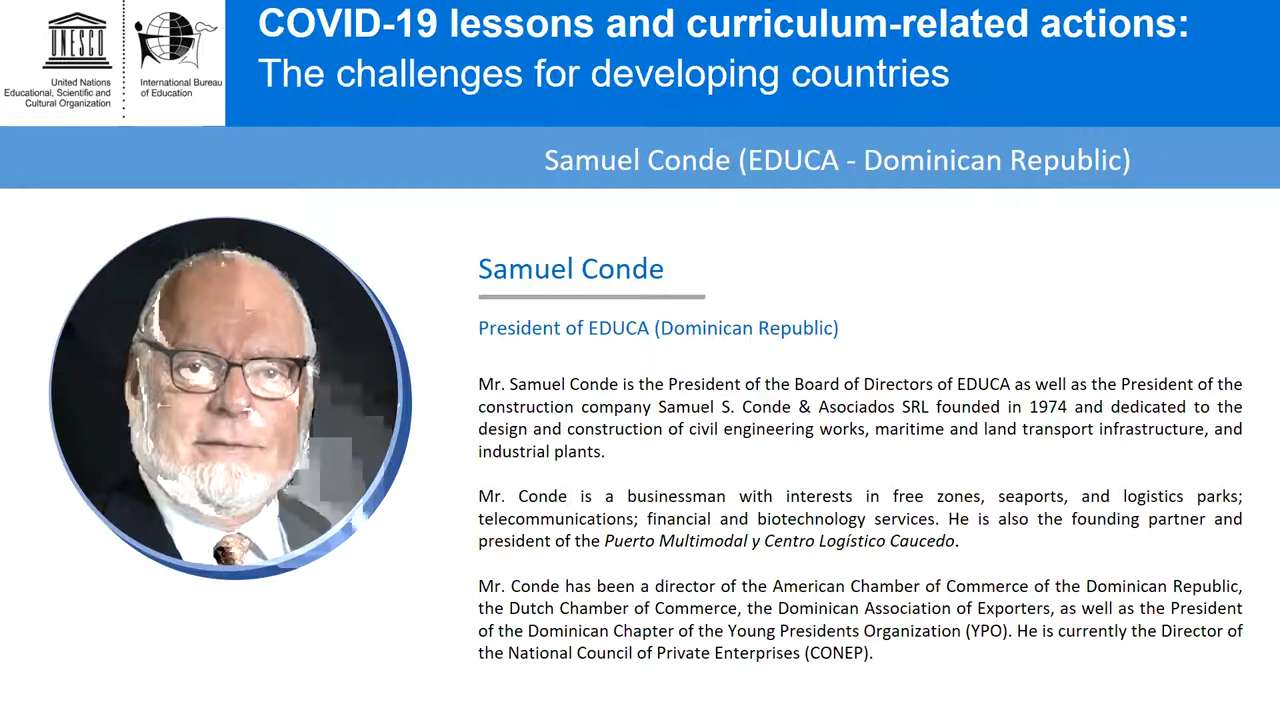 COVID-19 lessons and curriculum-related actions:
The challenges for developing countries
UNESCO
United Nations
Educational, Scientific and
Cultural Organization
International Bureau
of Education
Samuel Conde (EDUCA - Dominican Republic)
Samuel Conde
President of EDUCA (Dominican Republic)
Mr. Samuel Conde is the President of the Board of Directors of EDUCA as well as the President of the
construction company Samuel S. Conde & Asociados SRL founded in 1974 and dedicated to the
design and construction of civil engineering works, maritime and land transport infrastructure, and
industrial plants.
Mr. Conde is a businessman with interests in free zones, seaports, and logistics parks;
telecommunications; financial and biotechnology services. He is also the founding partner and
president of the Puerto Multimodal y Centro Logístico Caucedo.
Mr. Conde has been a director of the American Chamber of Commerce of the Dominican Republic,
the Dutch Chamber of Commerce, the Dominican Association of Exporters, as well as the President
of the Dominican Chapter of the Young Presidents Organization (YPO). He is currently the Director of
the National Council of Private Enterprises (CONEP).